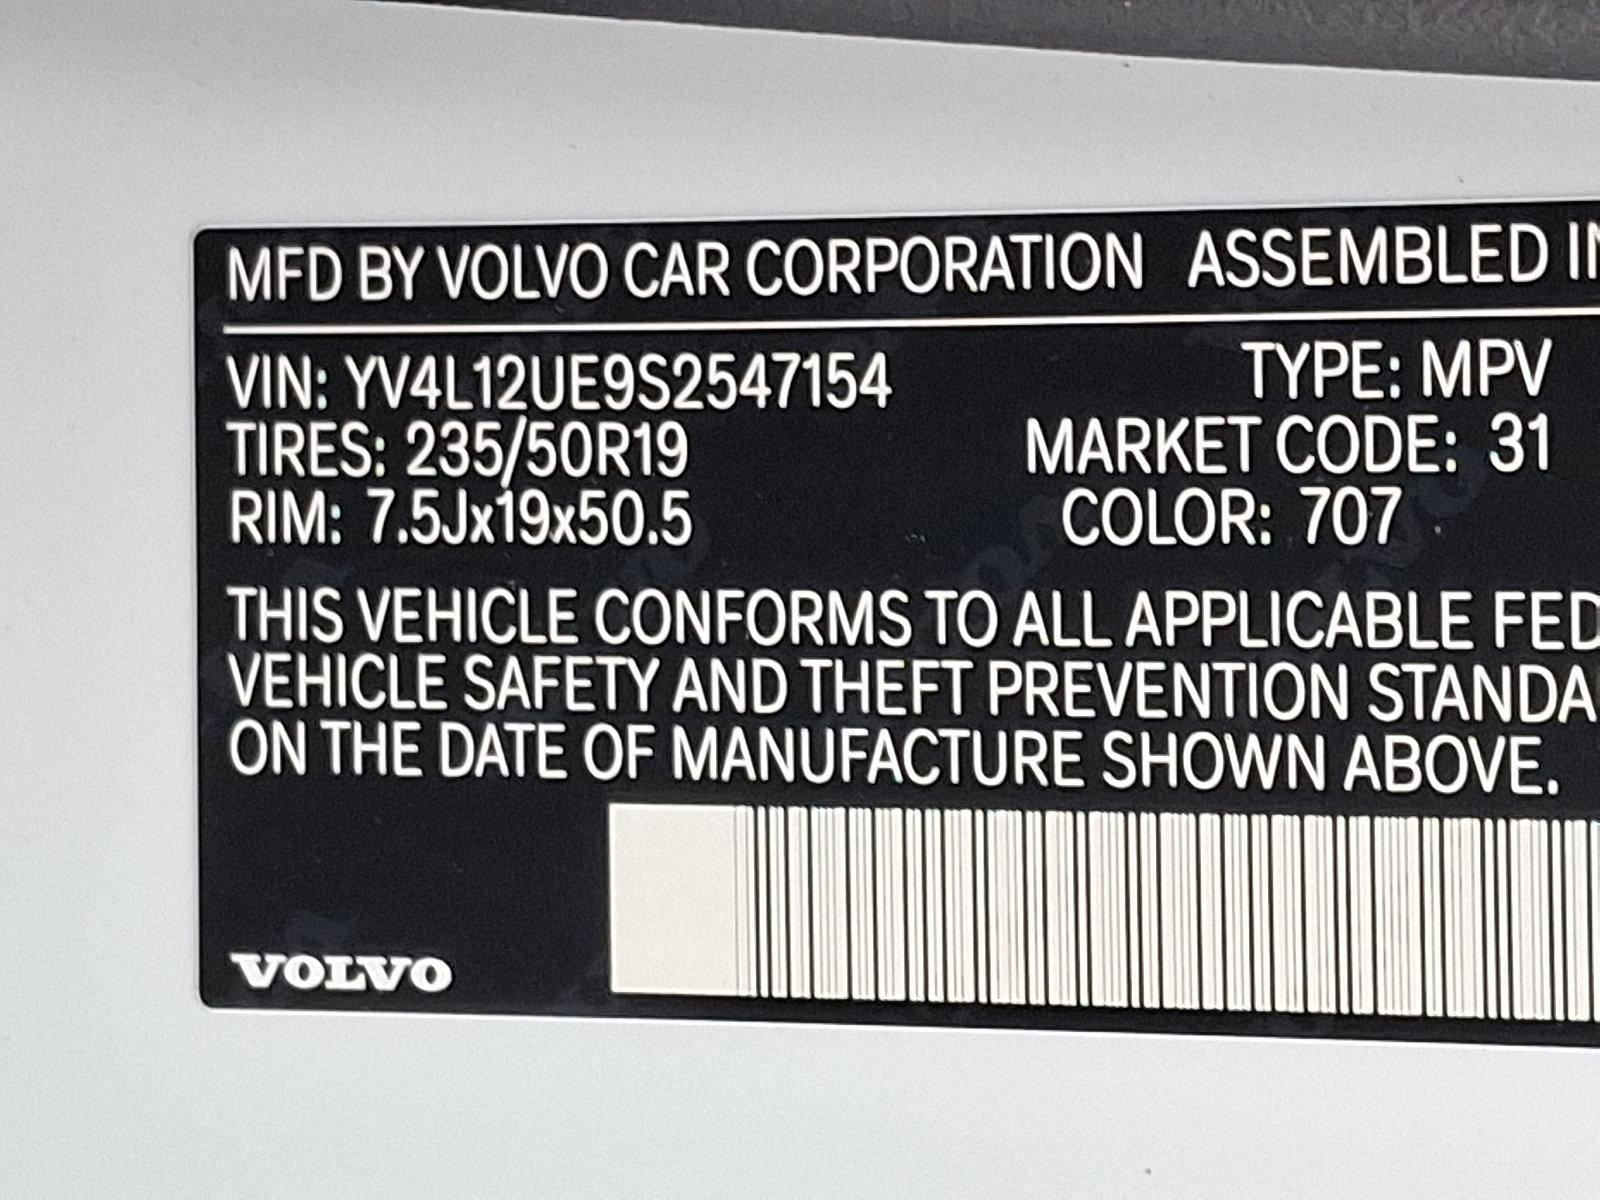 MFD BY VOLVO CAR CORPORATION ASSEMBLED IN
VIN: YV4L12UE9S2547154 TYPE: MPV
TIRES: 235/50R19 MARKET CODE: 31
RIM: 7.5Jx19x50.5 COLOR: 707
THIS VEHICLE CONFORMS TO ALL APPLICABLE FED
VEHICLE SAFETY AND THEFT PREVENTION STANDA
ON THE DATE OF MANUFACTURE SHOWN ABOVE.
VOLVO